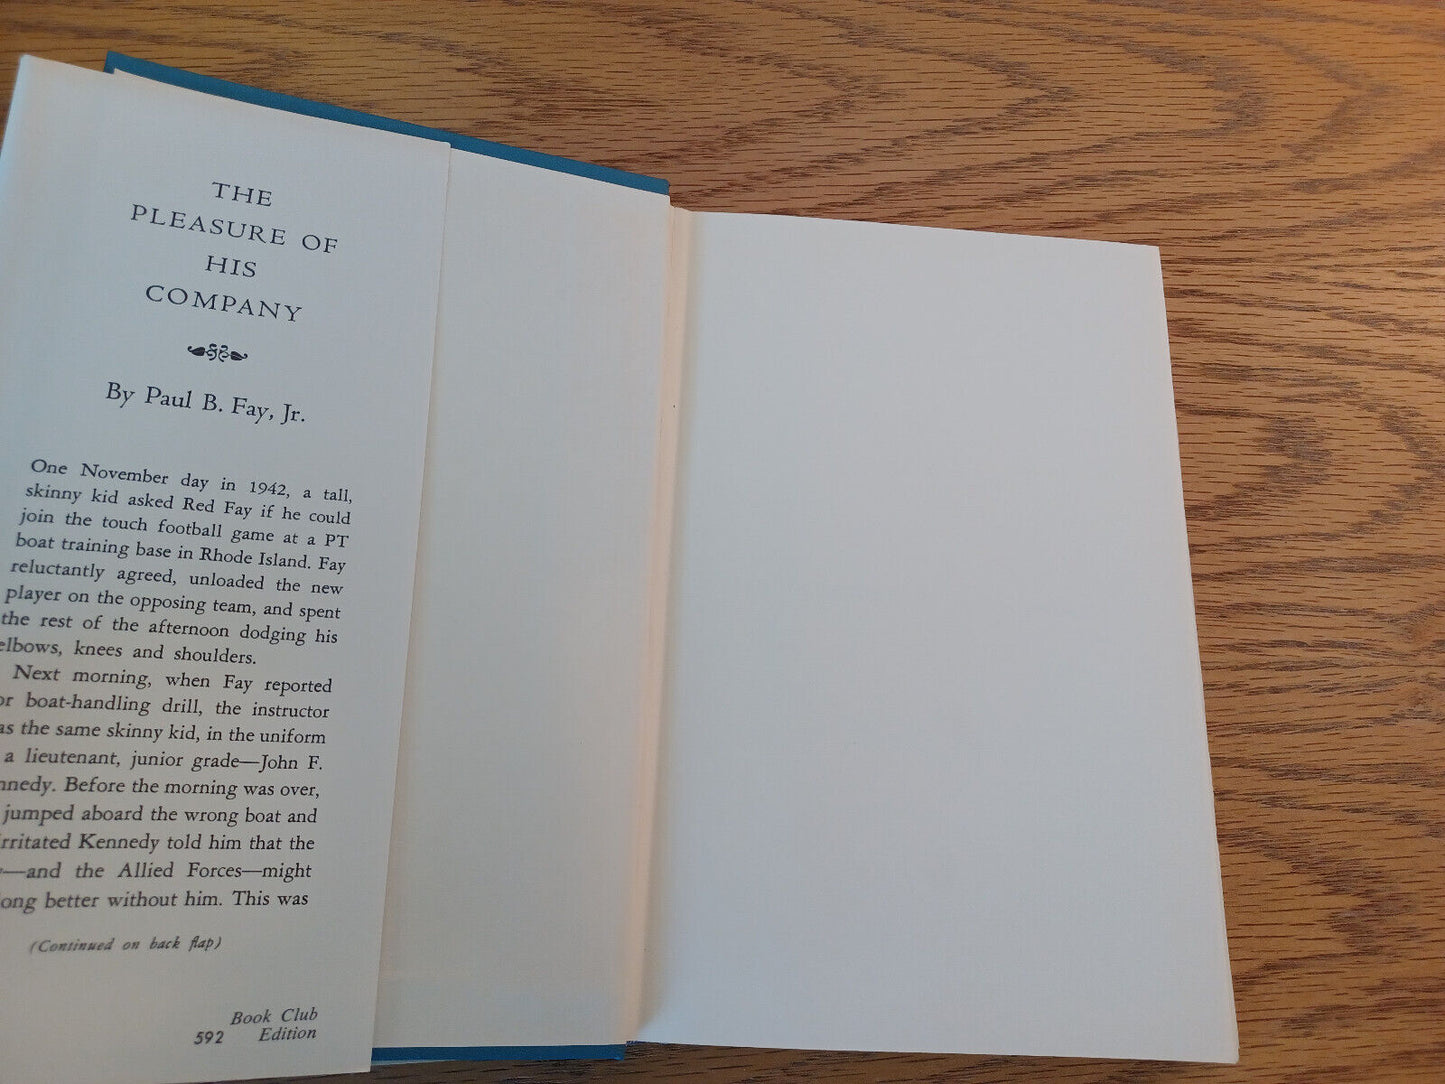 THE
PLEASURE OF
HIS
COMPANY
By Paul B. Fay, Jr.
One November day in 1942, a tall,
skinny kid asked Red Fay if he could
join the touch football game at a PT
boat training base in Rhode Island. Fay
reluctantly agreed, unloaded the new
player on the opposing team, and spent
the rest of the afternoon dodging his
elbows, knees and shoulders.
Next morning, when Fay reported
boat-handling drill, the instructor
the same skinny kid, in the uniform
a lieutenant, junior grade—John F.
nnedy. Before the morning was over,
jumped aboard the wrong boat and
irritated Kennedy told him that the
—and the Allied Forces—might
better without him. This was
(Continued on back flap)
Book Club
592 Edition